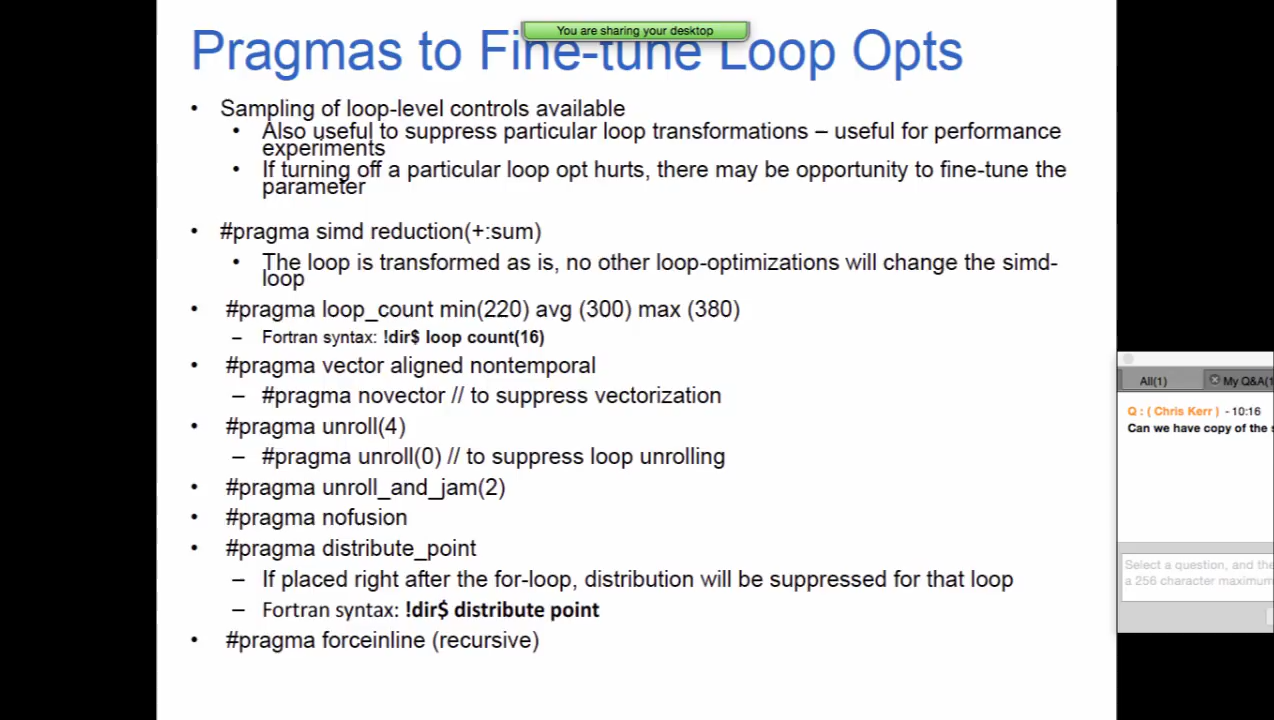 You are sharing your desktop
Pragmas to Fine-tune Loop Opts
• Sampling of loop-level controls available
• Also useful to suppress particular loop transformations – useful for performance
experiments
• If turning off a particular loop opt hurts, there may be opportunity to fine-tune the
parameter
• #pragma simd reduction(+:sum)
• The loop is transformed as is, no other loop-optimizations will change the simd-
loop
• #pragma loop_count min(220) avg (300) max (380)
– Fortran syntax: !dir$ loop count(16)
• #pragma vector aligned nontemporal
– #pragma novector // to suppress vectorization
• #pragma unroll(4)
– #pragma unroll(0) // to suppress loop unrolling
• #pragma unroll_and_jam(2)
• #pragma nofusion
• #pragma distribute_point
– If placed right after the for-loop, distribution will be suppressed for that loop
– Fortran syntax: !dir$ distribute point
• #pragma forceinline (recursive)
All(1) My Q&A(1
Q : ( Chris Kerr ) - 10:16
Can we have copy of the s
Select a question, and the
a 256 character maximum